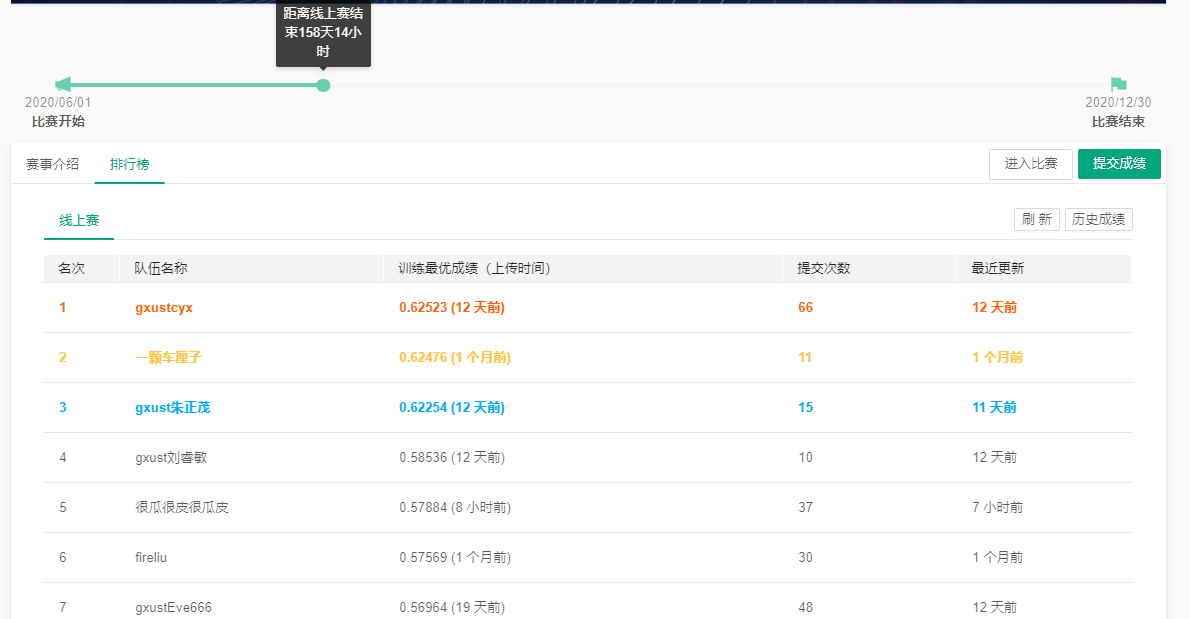 距离线上赛结
束158天14小
时
2020/06/01
比赛开始
2020/12/30
比赛结束
赛事介绍 排行榜 进入比赛 提交成绩
线上赛 刷 新 历史成绩
名次 队伍名称 训练最优成绩（上传时间） 提交次数 最近更新
1 gxustcyx 0.62523 (12 天前) 66 12 天前
2 一颗车厘子 0.62476 (1 个月前) 11 1 个月前
3 gxust朱正茂 0.62254 (12 天前) 15 11 天前
4 gxust刘睿敏 0.58536 (12 天前) 10 12 天前
5 很瓜很皮很瓜皮 0.57884 (8 小时前) 37 7 小时前
6 fireliu 0.57569 (1 个月前) 30 1 个月前
7 gxustEve666 0.56964 (19 天前) 48 12 天前